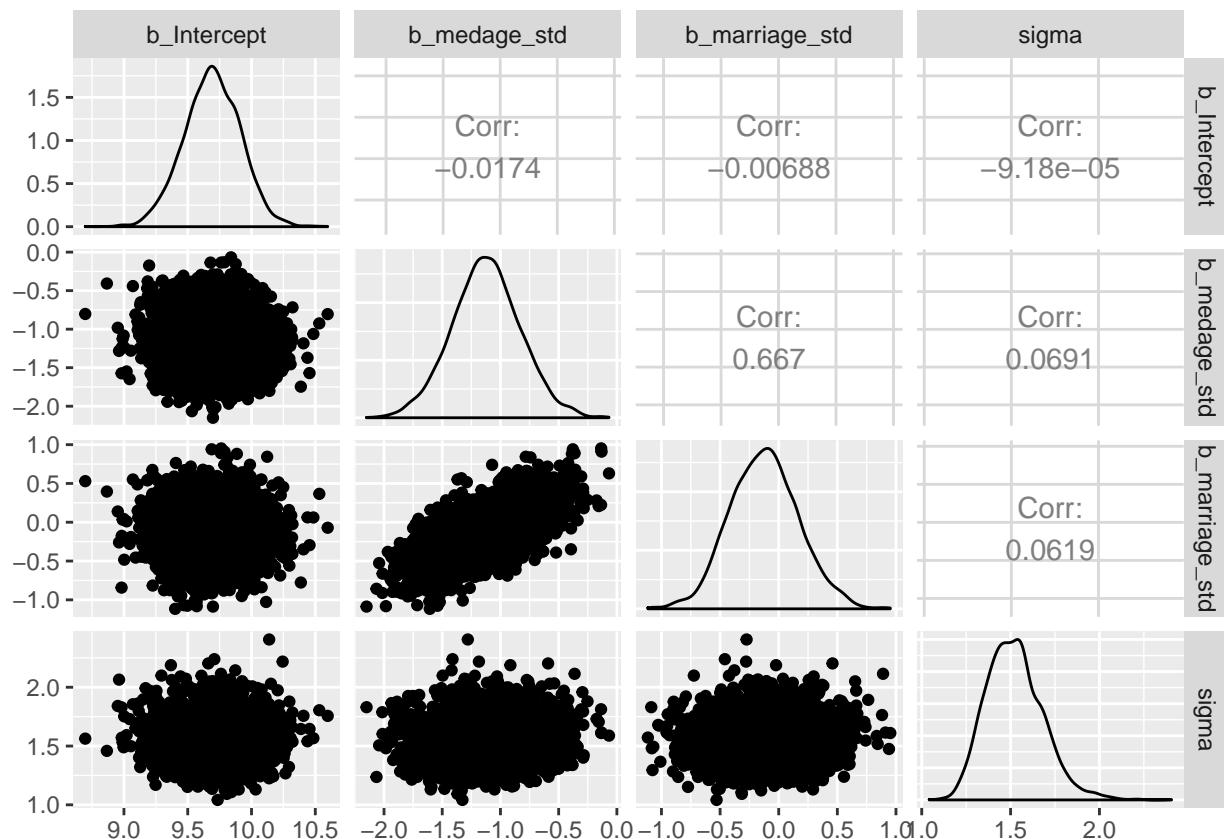 b_Intercept b_medage_std b_marriage_std sigma
1.5
1.0
0.5
0.0
Corr:
−0.0174
Corr:
−0.00688
Corr:
−9.18e−05
b_Intercept
0.0
−0.5
−1.0
−1.5
−2.0
Corr:
0.667
Corr:
0.0691
b_medage_std
1.0
0.5
0.0
−0.5
−1.0
Corr:
0.0619
b_marriage_std
2.0
1.5
1.0
sigma
9.0 9.5 10.0 10.5
−2.0 −1.5 −1.0 −0.5 0.0
−1.0 −0.5 0.0 0.5 1.0
1.0 1.5 2.0